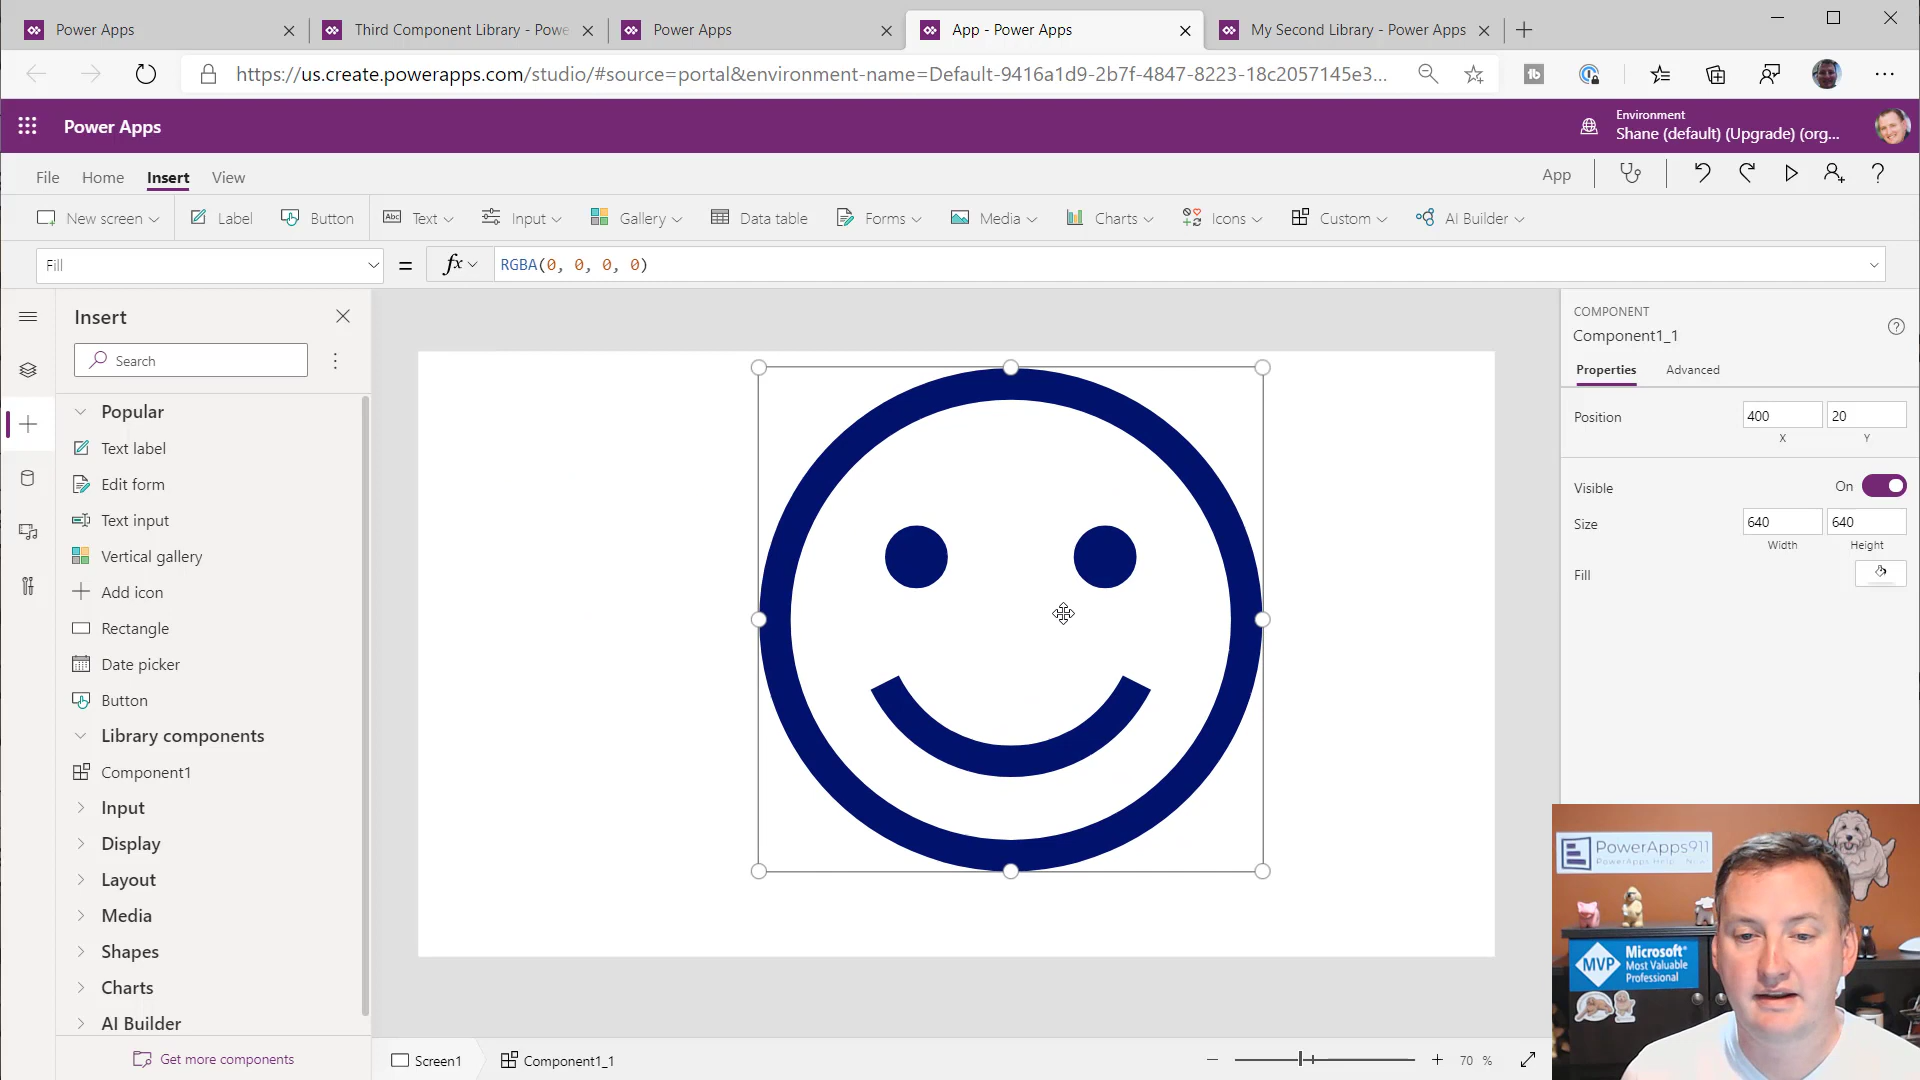 Power Apps
Third Component Library - Powe
Power Apps
App - Power Apps
My Second Library - Power Apps
https://us.create.powerapps.com/studio/#source=portal&environment-name=Default-9416a1d9-2b7f-4847-8223-18c2057145e3...
Power Apps
Environment
Shane (default) (Upgrade) (org...
File Home Insert View
App
New screen Label Button Text Input Gallery Data table Forms Media Charts Icons Custom AI Builder
Fill = fx RGBA(0, 0, 0, 0)
Insert
Search
Popular
Text label
Edit form
Text input
Vertical gallery
Add icon
Rectangle
Date picker
Button
Library components
Component1
Input
Display
Layout
Media
Shapes
Charts
AI Builder
Get more components
COMPONENT
Component1_1
Properties Advanced
Position 400 20
X Y
Visible On
Size 640 640
Width Height
Fill
PowerApps911
Microsoft
MVP Most Valuable
Professional
Screen1 Component1_1
70 %